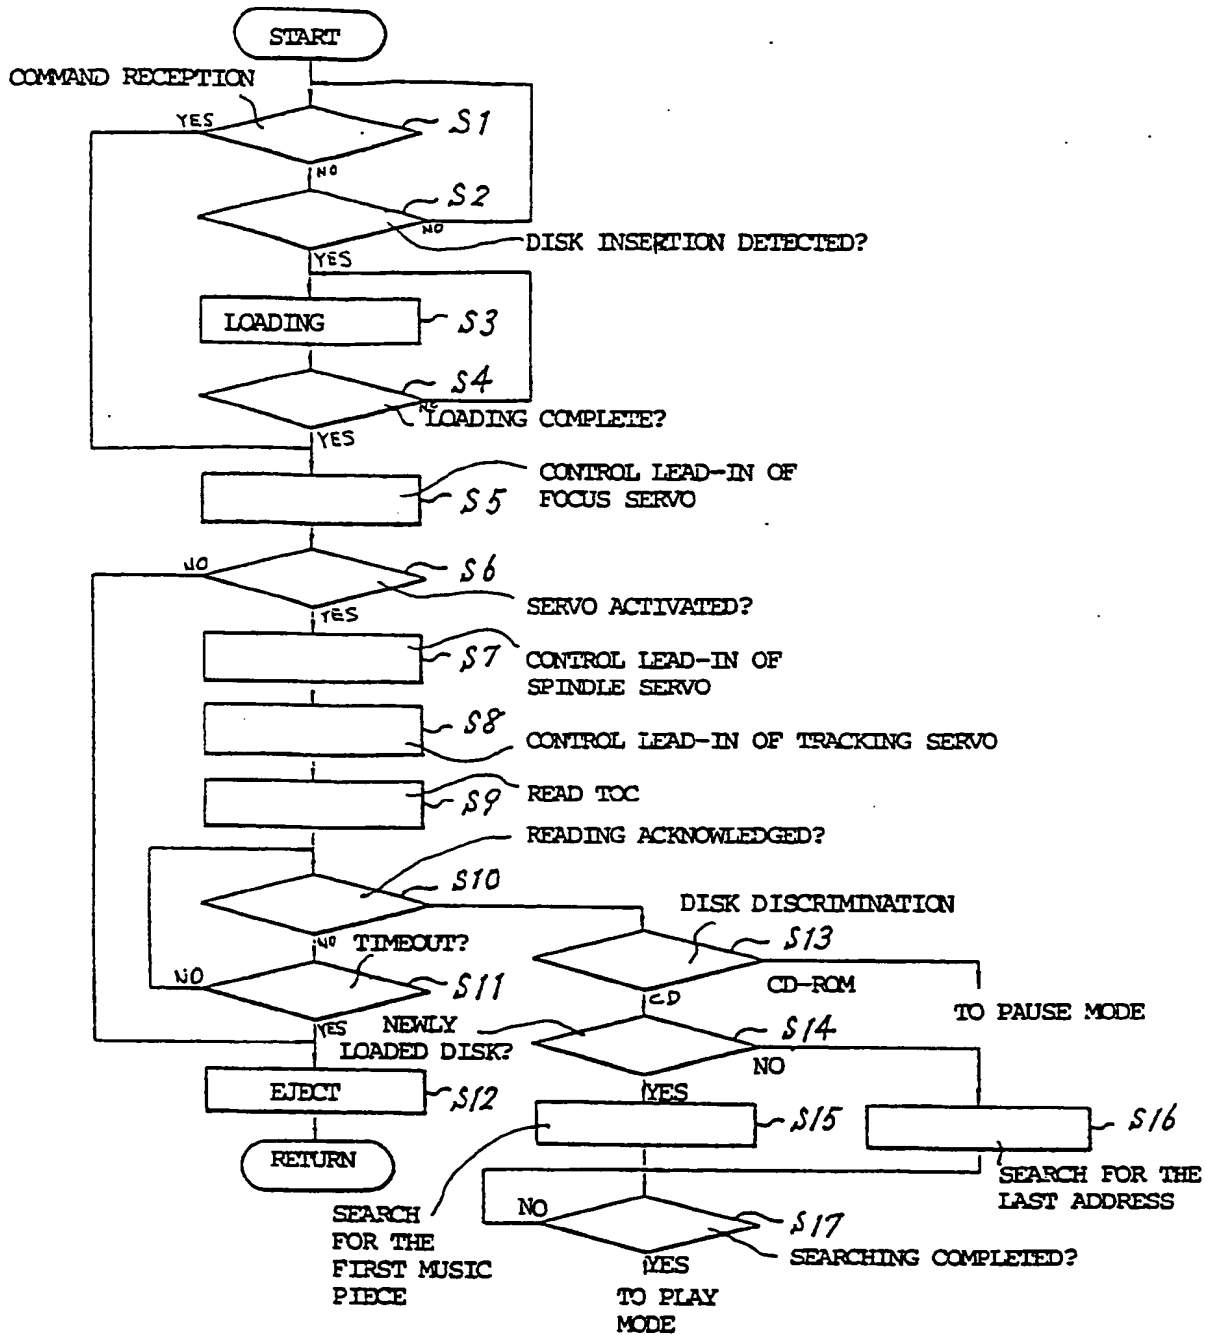 START
COMMAND RECEPTION
YES
S1
NO
S2
NO
DISK INSERTION DETECTED?
YES
LOADING
S3
S4
NO
LOADING COMPLETE?
YES
CONTROL LEAD-IN OF
FOCUS SERVO
S5
NO
S6
SERVO ACTIVATED?
YES
S7
CONTROL LEAD-IN OF
SPINDLE SERVO
S8
CONTROL LEAD-IN OF TRACKING SERVO
S9
READ TOC
READING ACKNOWLEDGED?
S10
DISK DISCRIMINATION
NO
TIMEOUT?
S13
NO
S11
CD-ROM
CD
TO PAUSE MODE
YES
NEWLY
LOADED DISK?
S14
NO
EJECT
S12
YES
S15
S16
RETURN
SEARCH FOR THE
LAST ADDRESS
NO
SEARCH
FOR THE
FIRST MUSIC
PIECE
S17
SEARCHING COMPLETED?
YES
TO PLAY
MODE